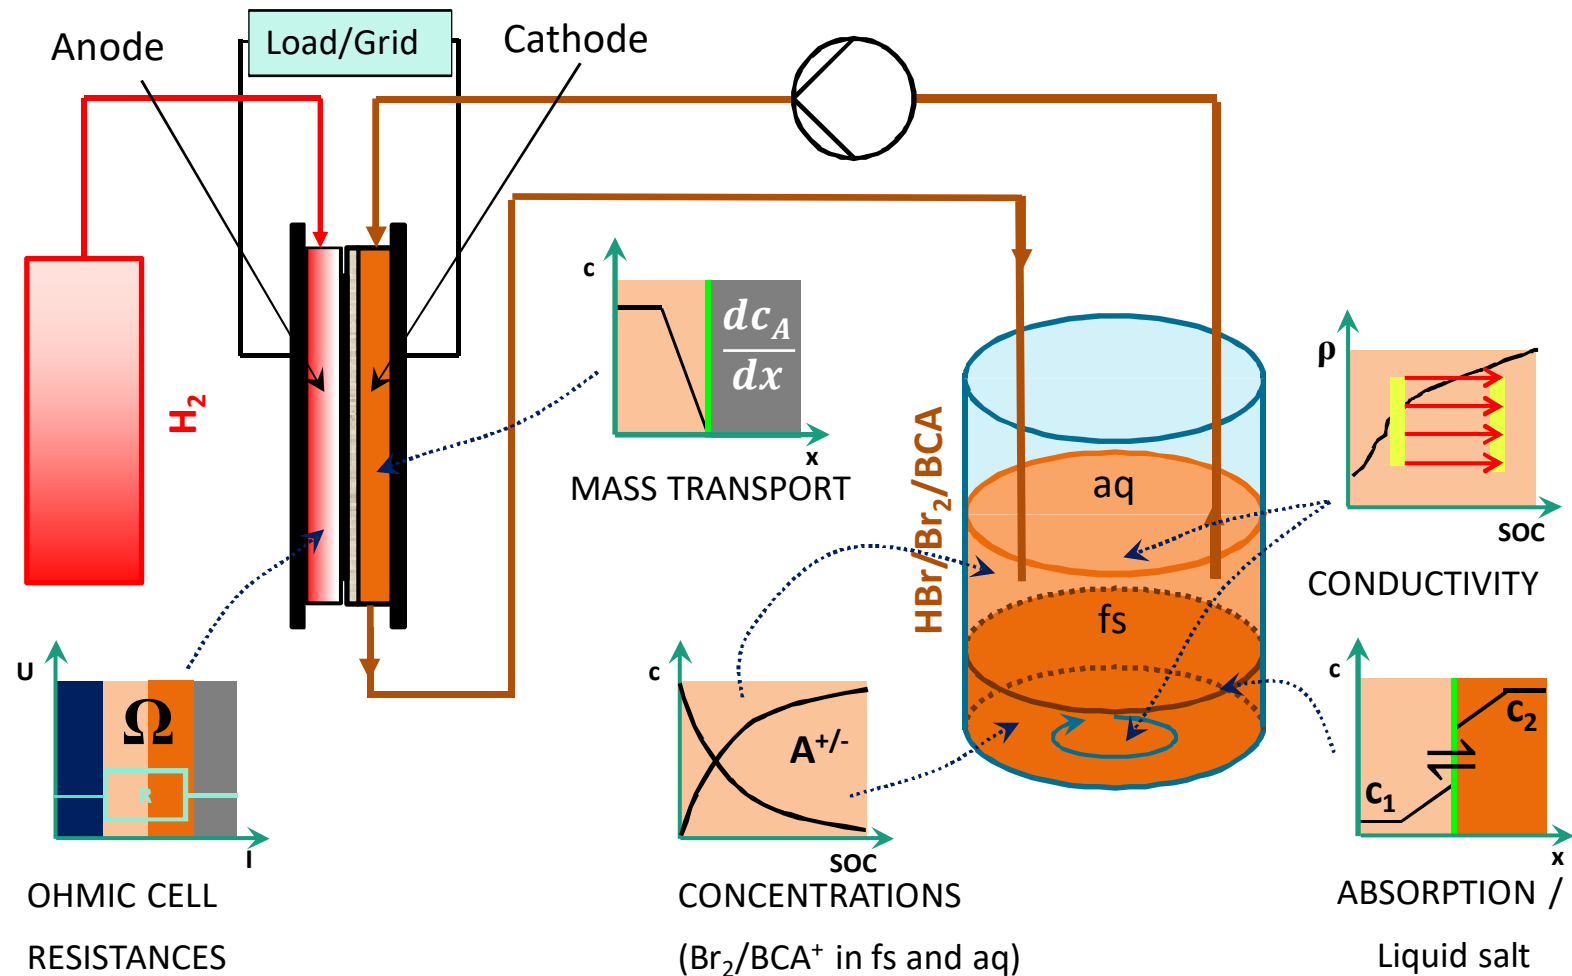 Anode
Load/Grid
Cathode
H2
c
dcA
dx
x
MASS TRANSPORT
HBr/Br2/BCA
aq
fs
ρ
SOC
CONDUCTIVITY
U
Ω
R
I
OHMIC CELL
RESISTANCES
c
A+/-
SOC
CONCENTRATIONS
(Br2/BCA+ in fs and aq)
c
c2
c1
x
ABSORPTION /
Liquid salt